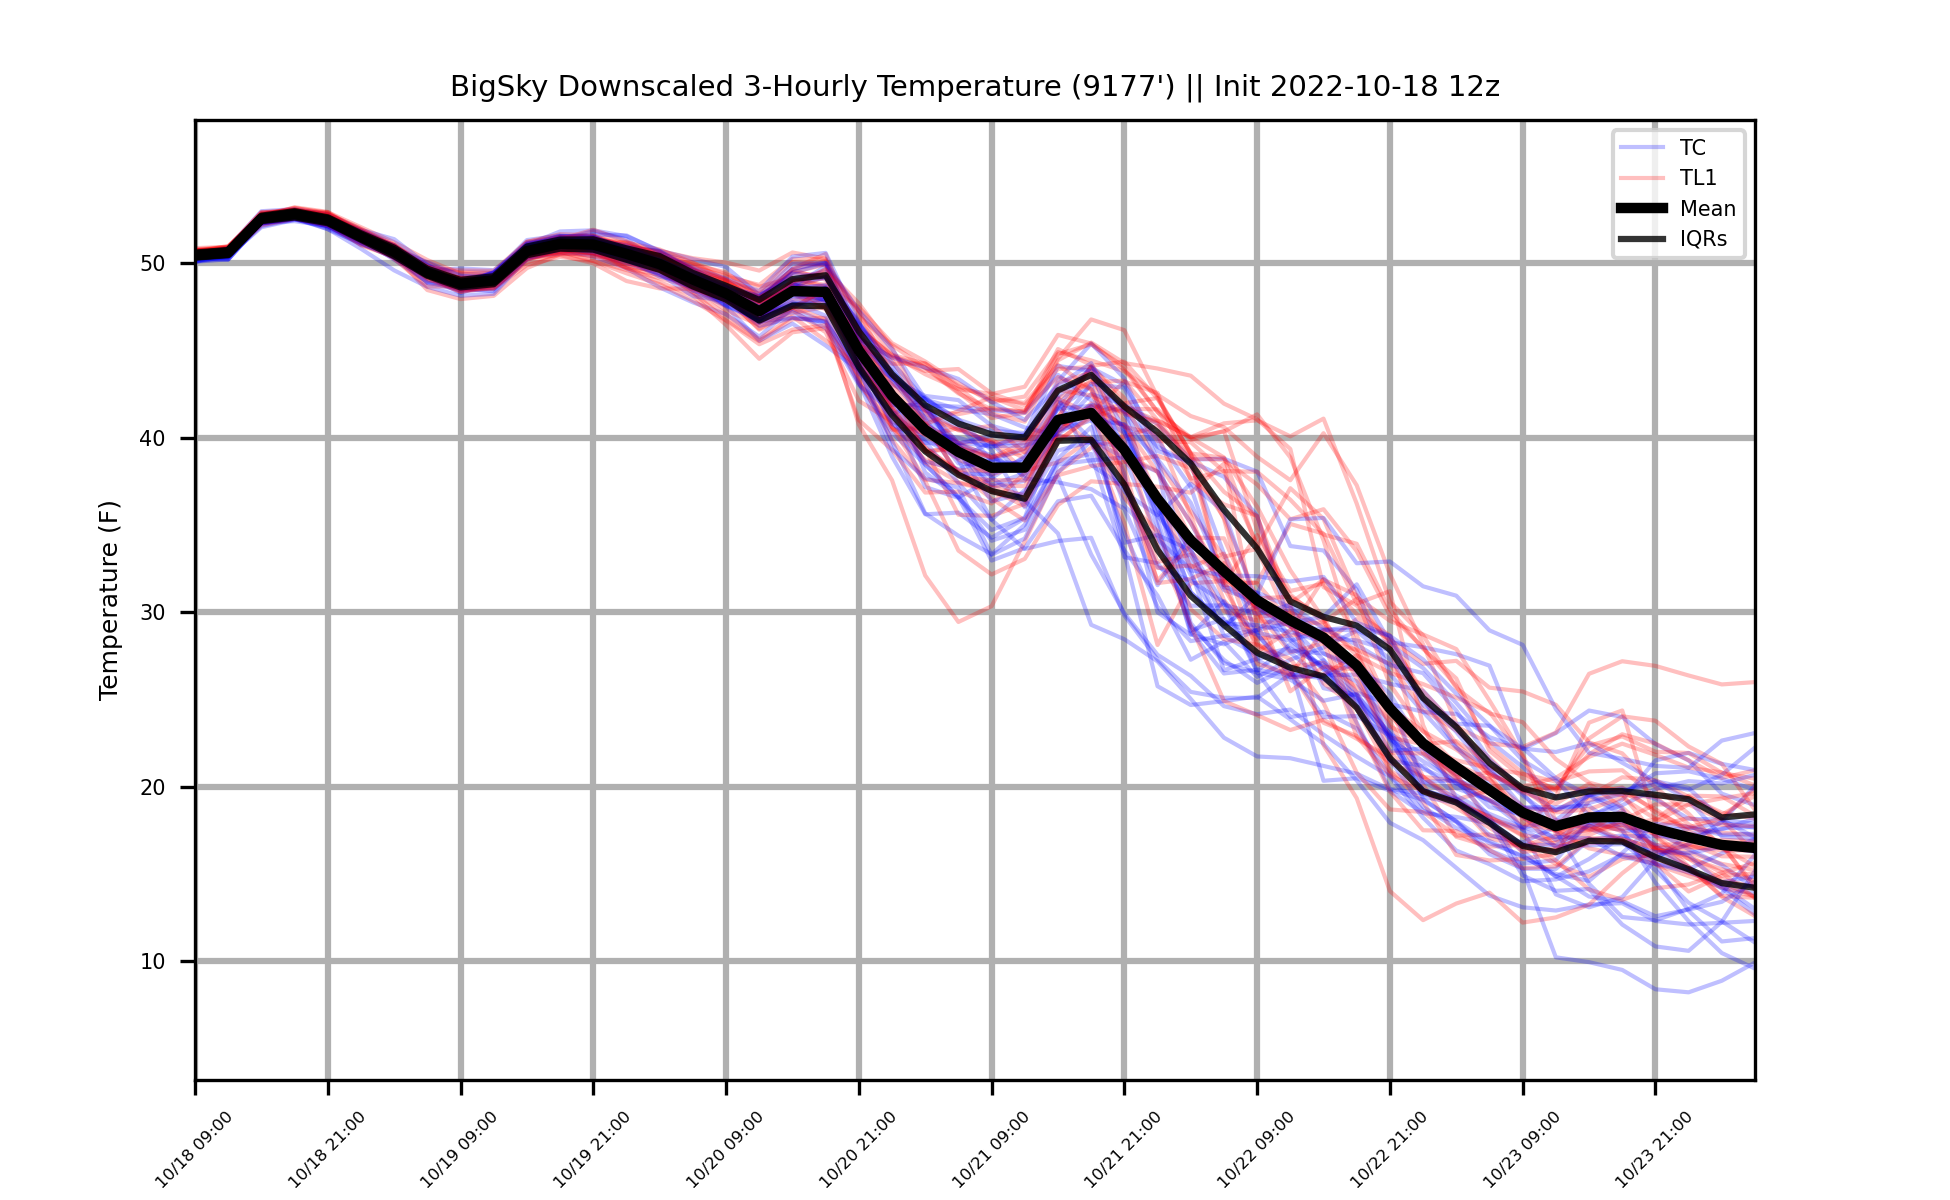 BigSky Downscaled 3-Hourly Temperature (9177') || Init 2022-10-18 12z
TC
TL1
Mean
IQRs
Temperature (F)
50
40
30
20
10
10/18 09:00
10/18 21:00
10/19 09:00
10/19 21:00
10/20 09:00
10/20 21:00
10/21 09:00
10/21 21:00
10/22 09:00
10/22 21:00
10/23 09:00
10/23 21:00